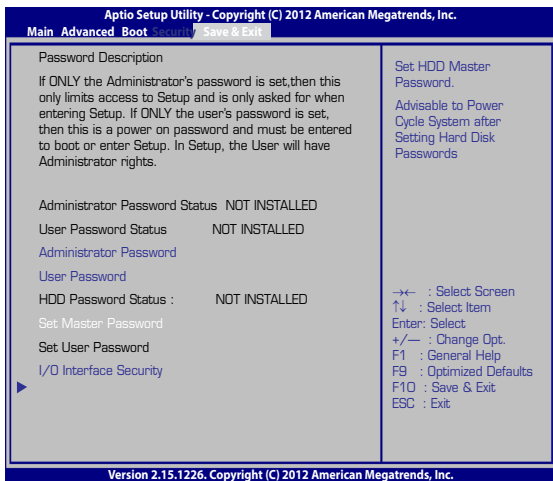 Aptio Setup Utility - Copyright (C) 2012 American Megatrends, Inc.
Main Advanced Boot Security Save & Exit
Password Description
If ONLY the Administrator's password is set,then this
only limits access to Setup and is only asked for when
entering Setup. If ONLY the user's password is set,
then this is a power on password and must be entered
to boot or enter Setup. In Setup, the User will have
Administrator rights.
Administrator Password Status NOT INSTALLED
User Password Status NOT INSTALLED
Administrator Password
User Password
HDD Password Status : NOT INSTALLED
Set Master Password
Set User Password
I/O Interface Security
Set HDD Master
Password.
Advisable to Power
Cycle System after
Setting Hard Disk
Passwords
→← : Select Screen
↑↓ : Select Item
Enter: Select
+/— : Change Opt.
F1 : General Help
F9 : Optimized Defaults
F10 : Save & Exit
ESC : Exit
Version 2.15.1226. Copyright (C) 2012 American Megatrends, Inc.